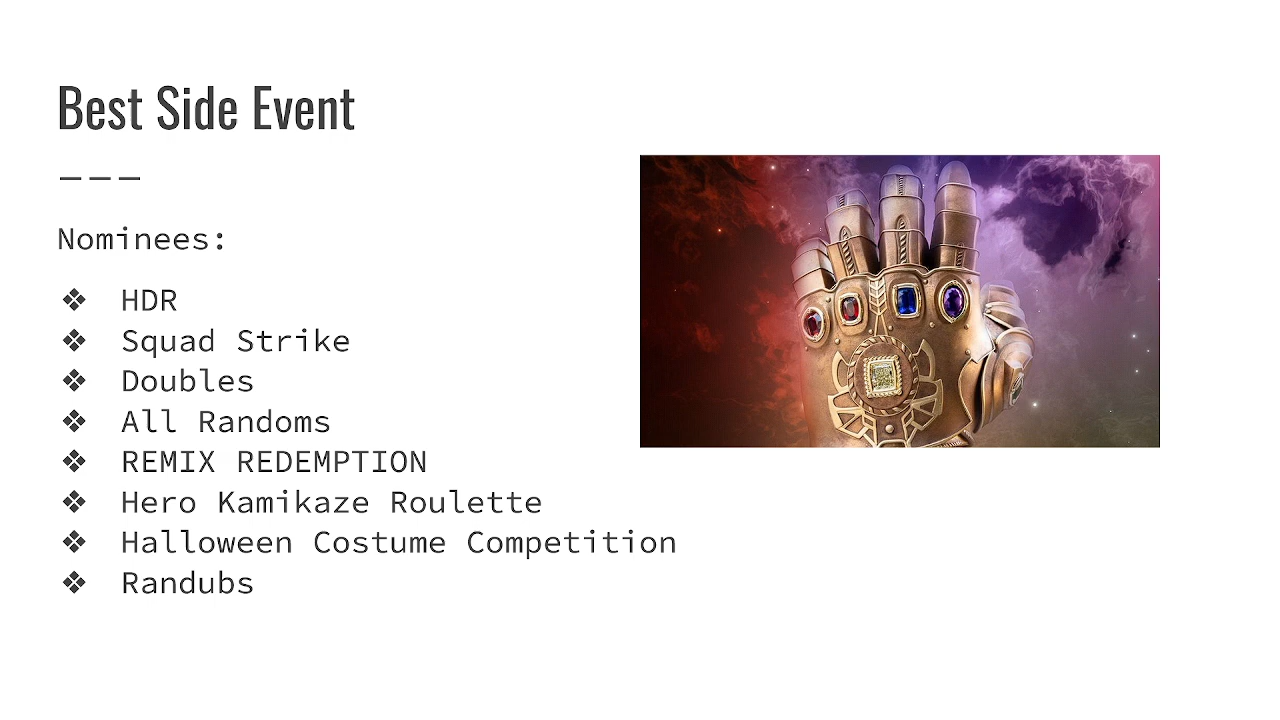 Best Side Event
Nominees:
❖ HDR
❖ Squad Strike
❖ Doubles
❖ All Randoms
❖ REMIX REDEMPTION
❖ Hero Kamikaze Roulette
❖ Halloween Costume Competition
❖ Randubs